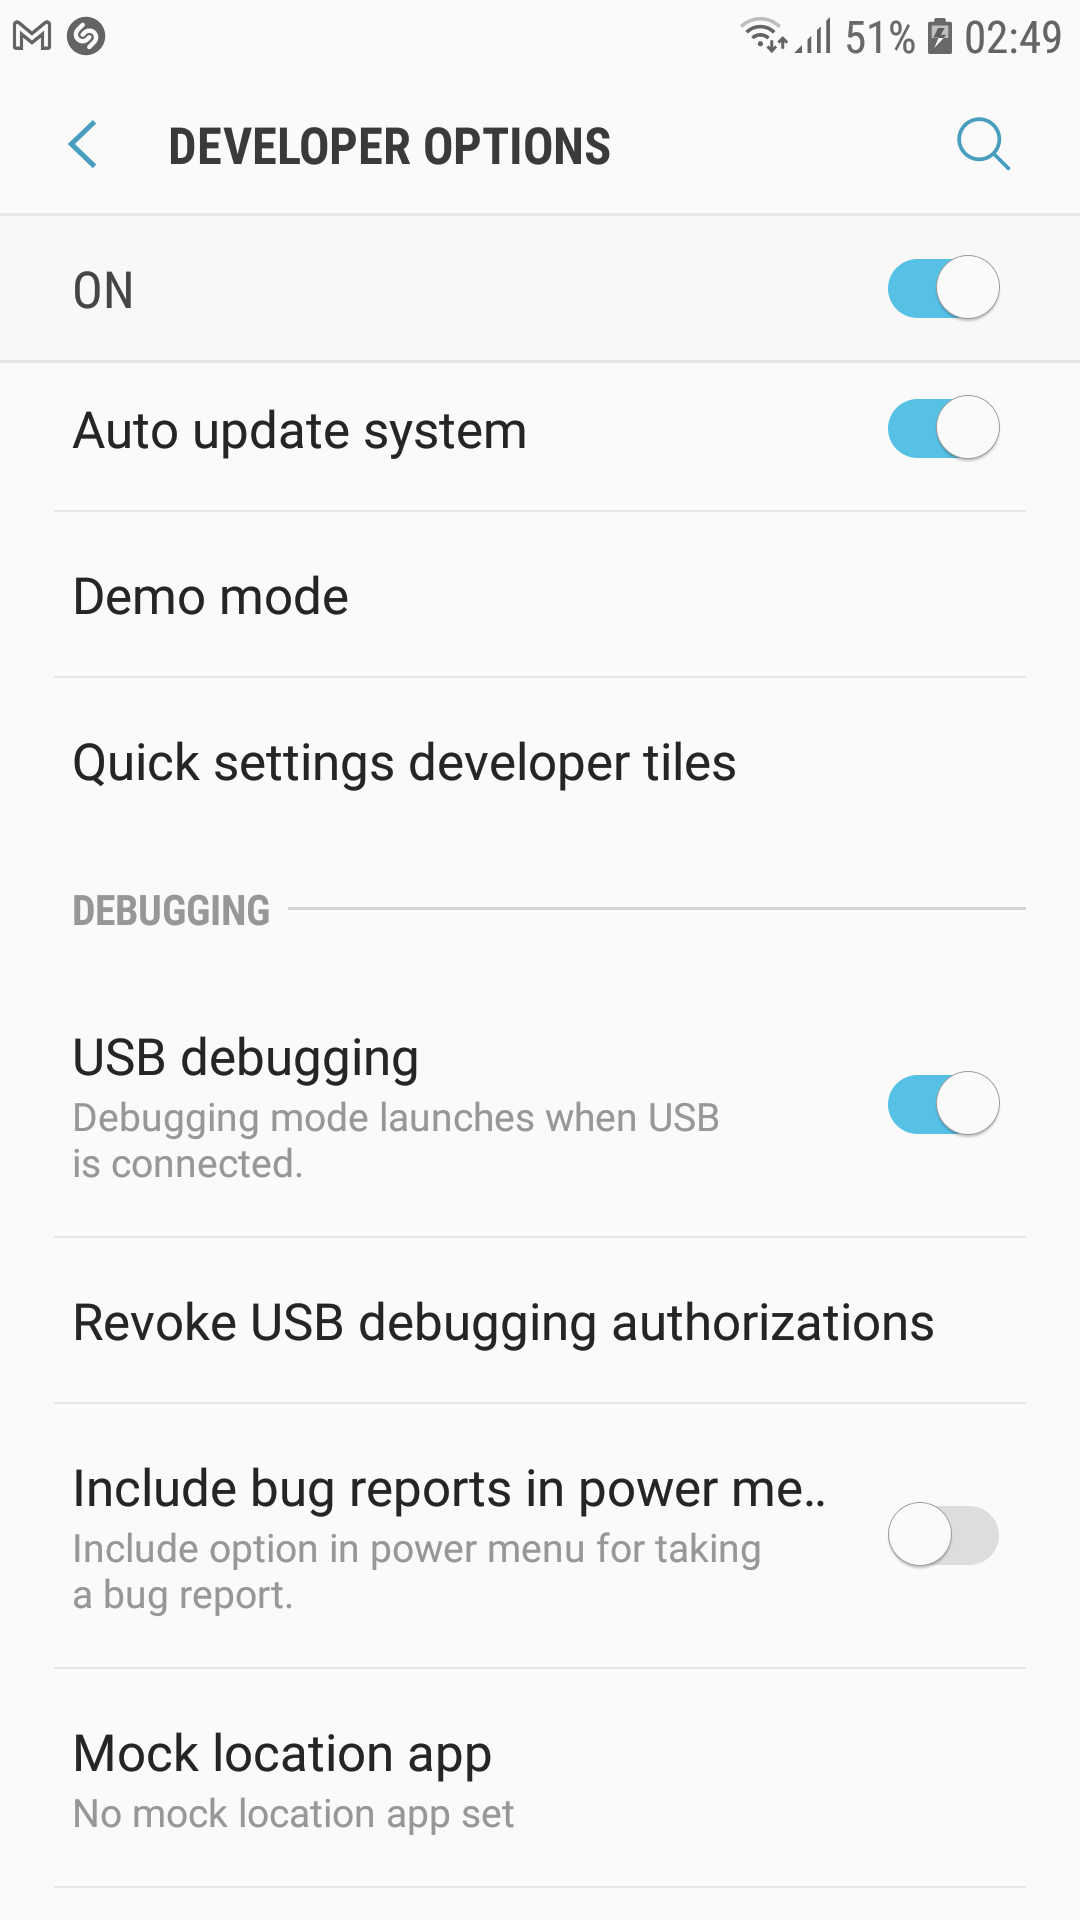 51% 02:49
DEVELOPER OPTIONS
ON
Auto update system
Demo mode
Quick settings developer tiles
DEBUGGING
USB debugging
Debugging mode launches when USB
is connected.
Revoke USB debugging authorizations
Include bug reports in power me..
Include option in power menu for taking
a bug report.
Mock location app
No mock location app set